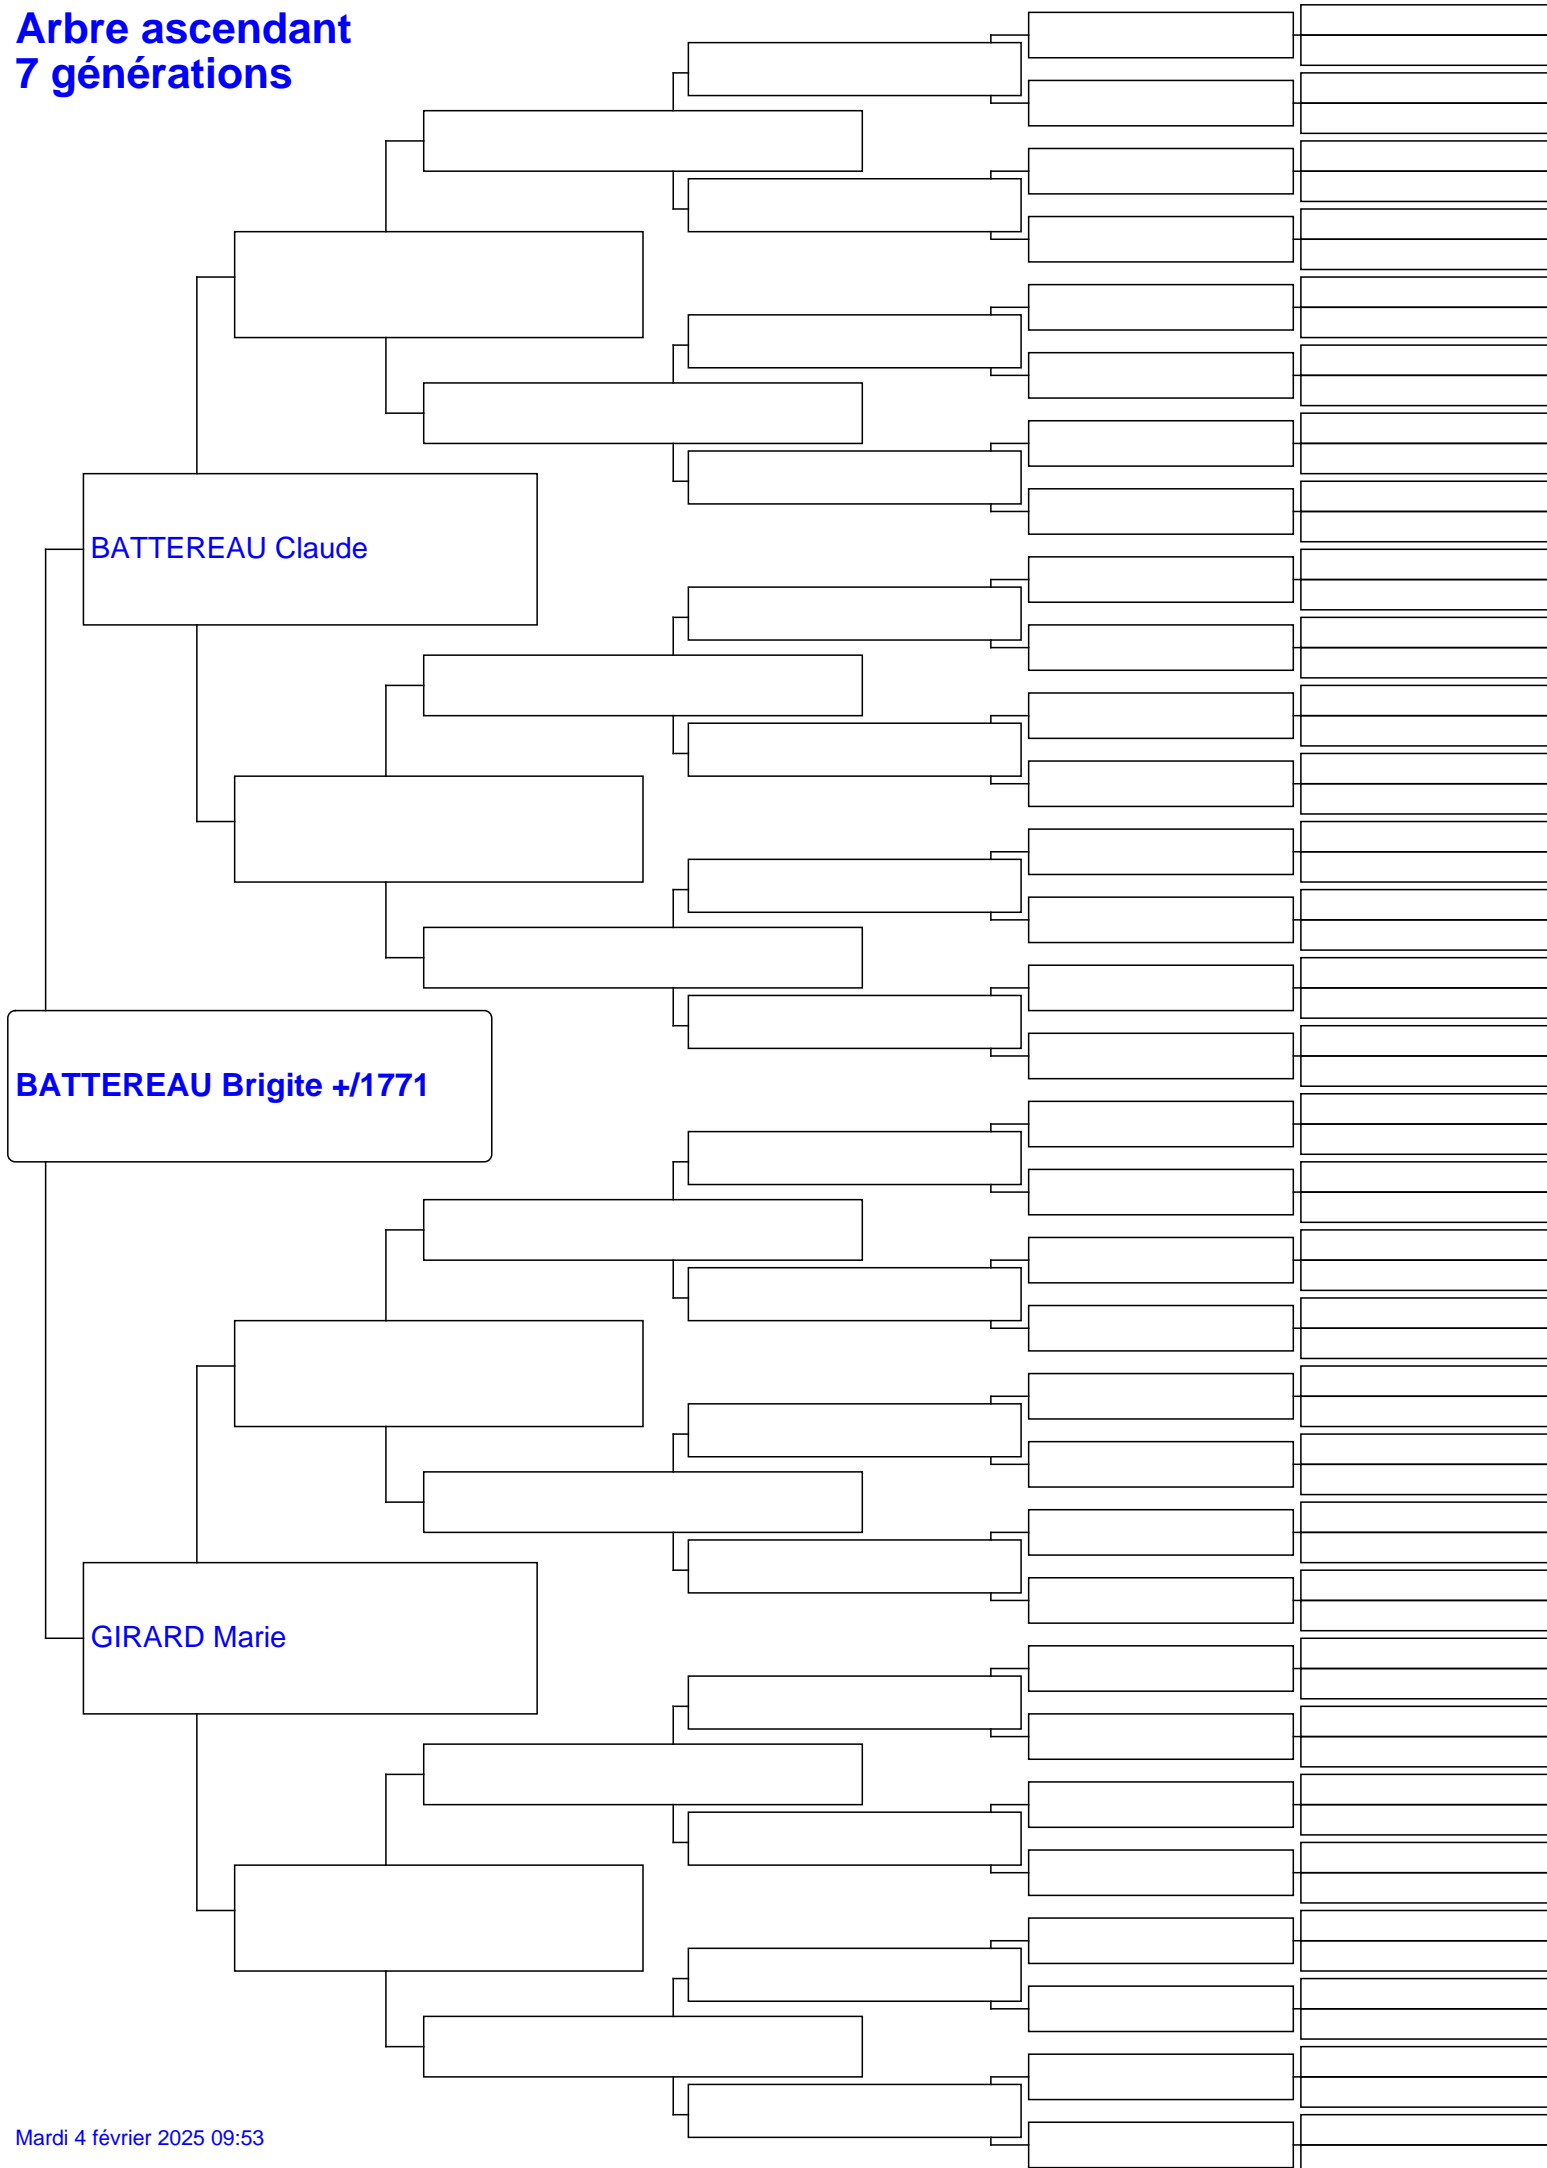 Arbre ascendant
7 générations
BATTEREAU Claude
BATTEREAU Brigite +/1771
GIRARD Marie
Mardi 4 février 2025 09:53